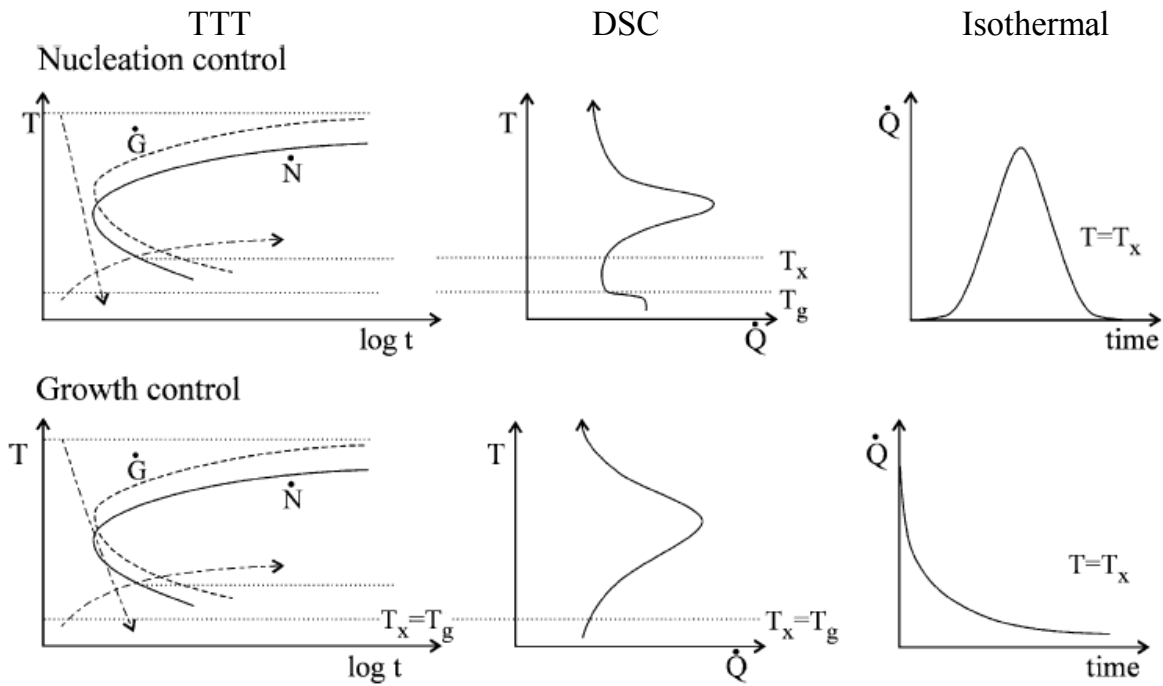 TTT DSC Isothermal
Nucleation control
T Ġ Ṅ log t
T T_x T_g Q̇
Q̇ T=T_x time
Growth control
T Ġ Ṅ T_x=T_g log t
T T_x=T_g Q̇
Q̇ T=T_x time